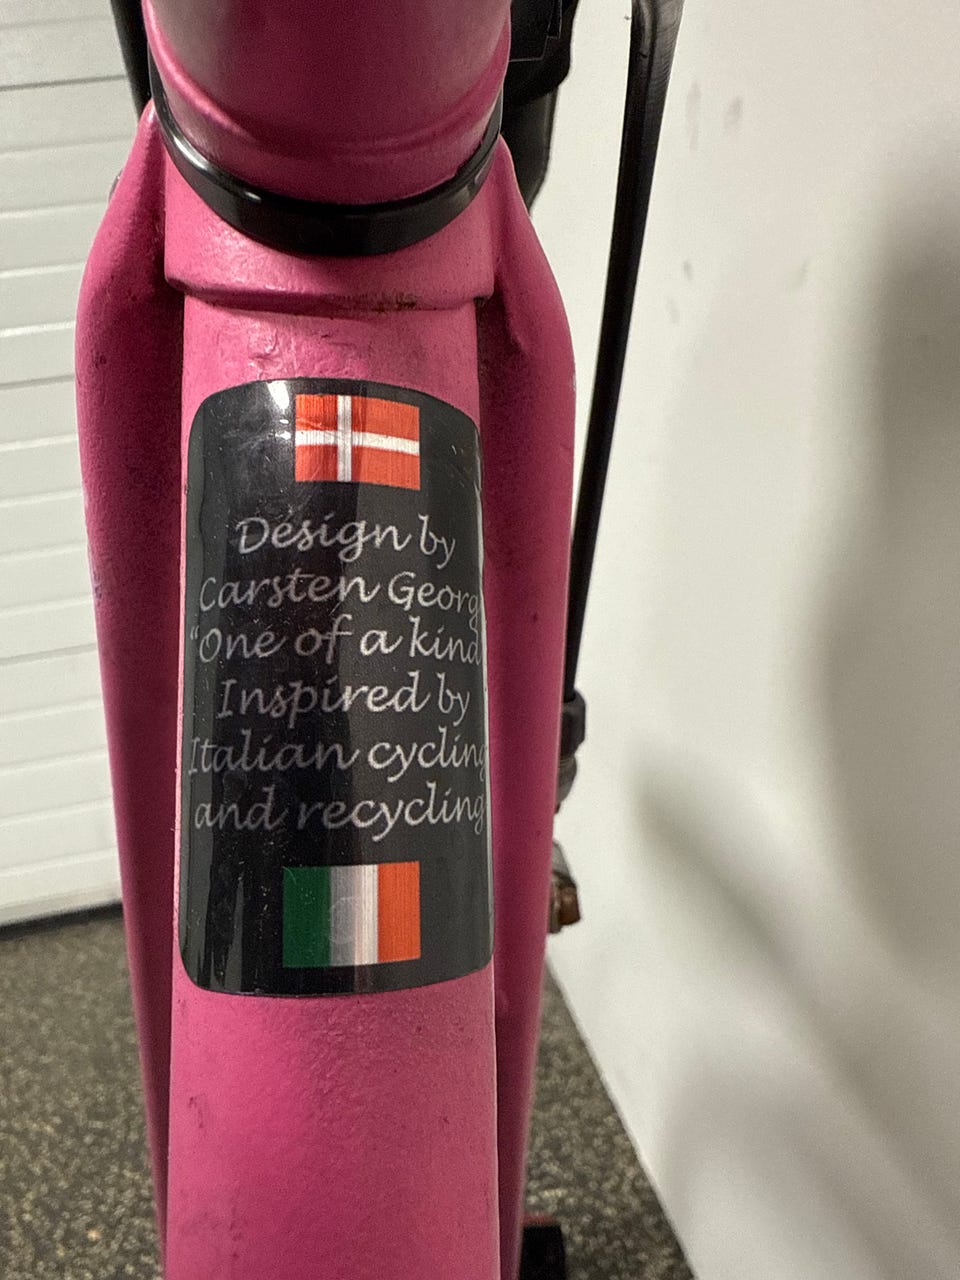 Design by
Carsten Georg
"One of a kind
Inspired by
Italian cycling
and recycling